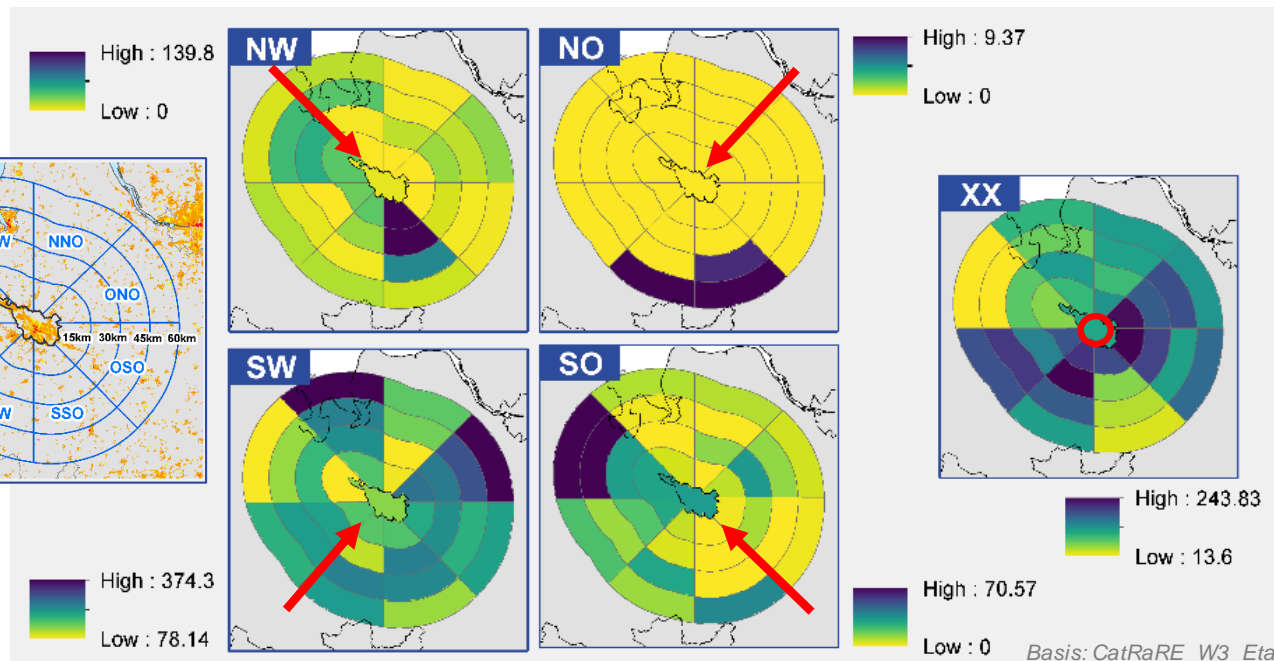 High : 139.8
Low : 0
NW
NO
High : 9.37
Low : 0
XX
W
NNO
ONO
15km 30km 45km 60km
OSO
W
SSO
SW
SO
High : 243.83
Low : 13.6
High : 374.3
Low : 78.14
High : 70.57
Low : 0
Basis: CatRaRE_W3_Eta